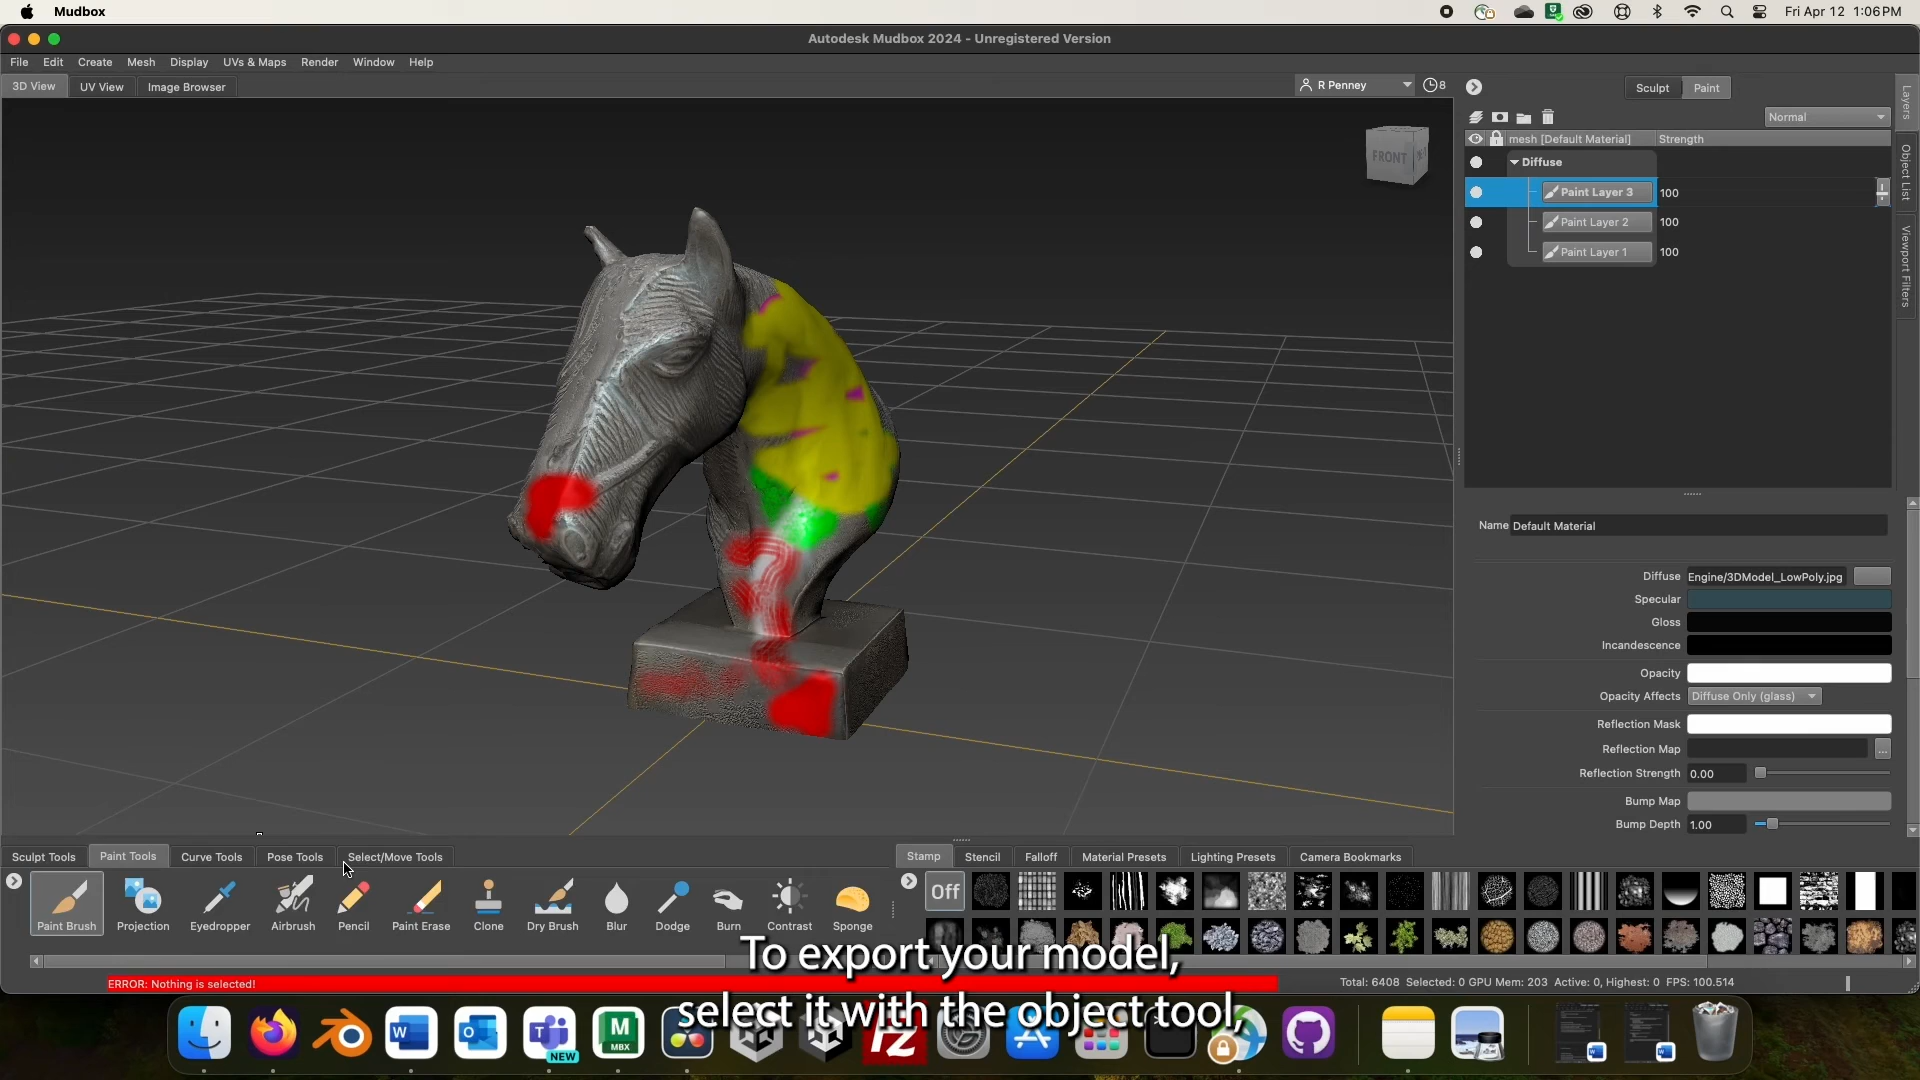 Mudbox
Fri Apr 12 1:06 PM
Autodesk Mudbox 2024 - Unregistered Version
File Edit Create Mesh Display UVs & Maps Render Window Help
3D View UV View Image Browser
R Penney
8
Sculpt Paint
Normal
mesh [Default Material] Strength
Diffuse
Paint Layer 3 100
Paint Layer 2 100
Paint Layer 1 100
Layers
Object List
Viewport Filters
FRONT
Name Default Material
Diffuse Engine/3DModel_LowPoly.jpg
Specular
Gloss
Incandescence
Opacity
Opacity Affects Diffuse Only (glass)
Reflection Mask
Reflection Map ...
Reflection Strength 0.00
Bump Map
Bump Depth 1.00
Sculpt Tools Paint Tools Curve Tools Pose Tools Select/Move Tools
Stamp Stencil Falloff Material Presets Lighting Presets Camera Bookmarks
Off
Paint Brush Projection Eyedropper Airbrush Pencil Paint Erase Clone Dry Brush Blur Dodge Burn Contrast Sponge
To export your model,
select it with the object tool,
ERROR: Nothing is selected!
Total: 6408 Selected: 0 GPU Mem: 203 Active: 0, Highest: 0 FPS: 100.514
W
O
T
NEW
M
MBX
FZ
W
W